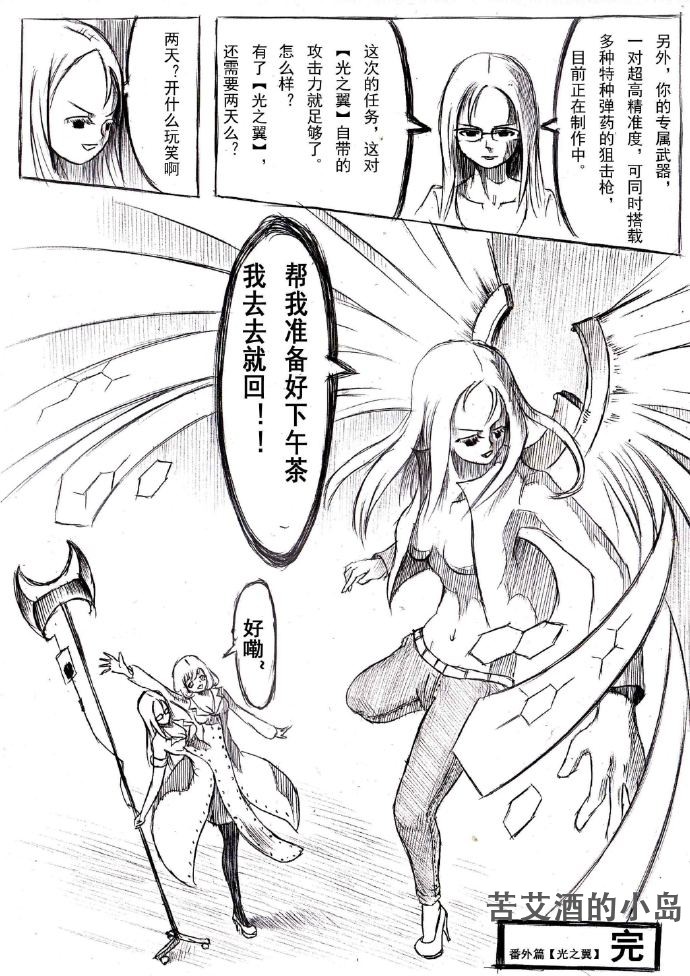 另外，你的专属武器，
一对超高精准度，可同时搭载
多种特种弹药的狙击枪，
目前正在制作中。
这次的任务，这对
【光之翼】自带的
攻击力就足够了。
怎么样？
有了【光之翼】，
还需要两天么？
两天？开什么玩笑啊
帮我准备好下午茶
我去去就回！！
好嘞~
苦艾酒的小岛
番外篇【光之翼】 完